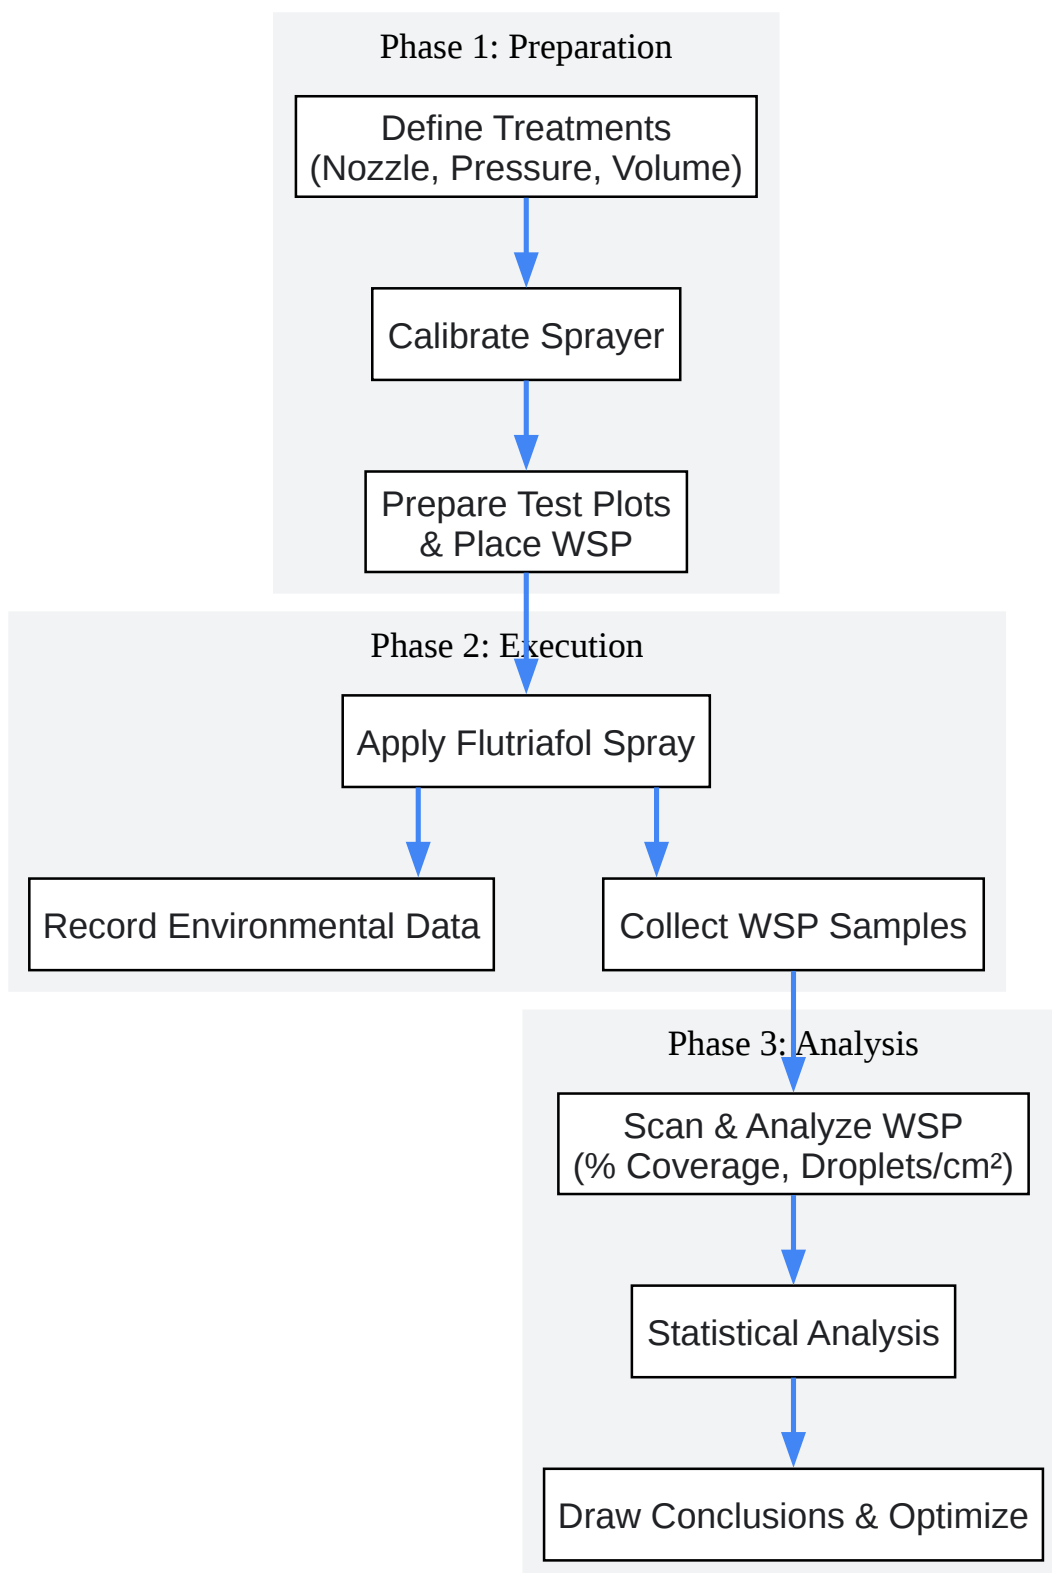 Phase 1: Preparation
Define Treatments
(Nozzle, Pressure, Volume)
Calibrate Sprayer
Prepare Test Plots
& Place WSP
Phase 2: Execution
Apply Flutriafol Spray
Record Environmental Data
Collect WSP Samples
Phase 3: Analysis
Scan & Analyze WSP
(% Coverage, Droplets/cm²)
Statistical Analysis
Draw Conclusions & Optimize